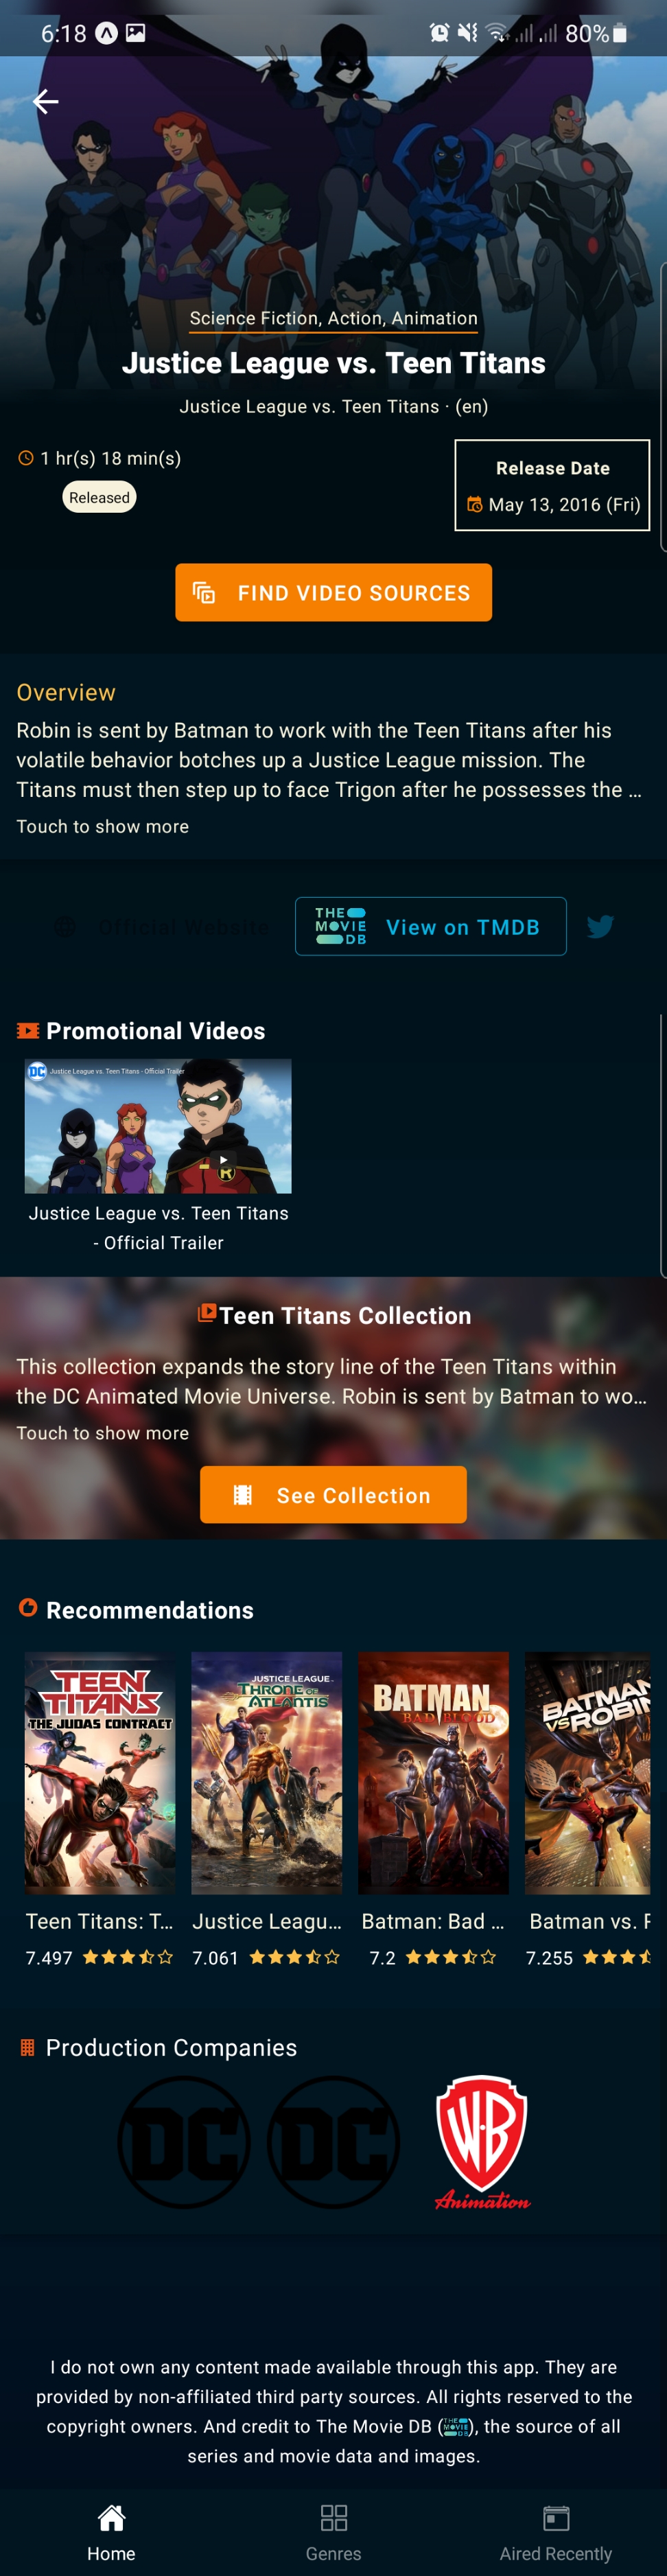 6:18
80%
Science Fiction, Action, Animation
Justice League vs. Teen Titans
Justice League vs. Teen Titans · (en)
1 hr(s) 18 min(s)
Released
Release Date
May 13, 2016 (Fri)
FIND VIDEO SOURCES
Overview
Robin is sent by Batman to work with the Teen Titans after his
volatile behavior botches up a Justice League mission. The
Titans must then step up to face Trigon after he possesses the ...
Touch to show more
Official Website
THE
MOVIE
DB
View on TMDB
Promotional Videos
DC
Justice League vs. Teen Titans - Official Trailer
R
Justice League vs. Teen Titans
- Official Trailer
Teen Titans Collection
This collection expands the story line of the Teen Titans within
the DC Animated Movie Universe. Robin is sent by Batman to wo...
Touch to show more
See Collection
Recommendations
TEEN
TITANS
THE JUDAS CONTRACT
JUSTICE LEAGUE
THRONE OF
ATLANTIS
BATMAN
BAD BLOOD
BATMAN
VS ROBIN
Teen Titans: T...
Justice Leagu...
Batman: Bad ...
Batman vs. R
7.497
7.061
7.2
7.255
Production Companies
DC
DC
WB
Animation
I do not own any content made available through this app. They are
provided by non-affiliated third party sources. All rights reserved to the
copyright owners. And credit to The Movie DB (THE MOVIE DB), the source of all
series and movie data and images.
Home
Genres
Aired Recently